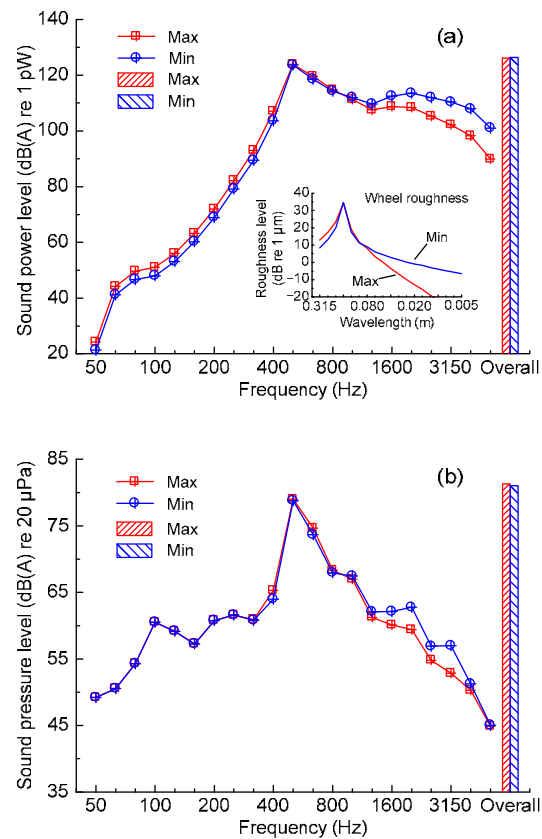 (a)
Max
Min
Max
Min
Sound power level (dB(A) re 1 pW)
140
120
100
80
60
40
20
Wheel roughness
Roughness level
(dB re 1 μm)
40
30
20
10
0
−10
−20
Min
Max
0.315 0.080 0.020 0.005
Wavelength (m)
50 100 200 400 800 1600 3150 Overall
Frequency (Hz)
(b)
Max
Min
Max
Min
Sound pressure level (dB(A) re 20 μPa)
85
75
65
55
45
35
50 100 200 400 800 1600 3150 Overall
Frequency (Hz)